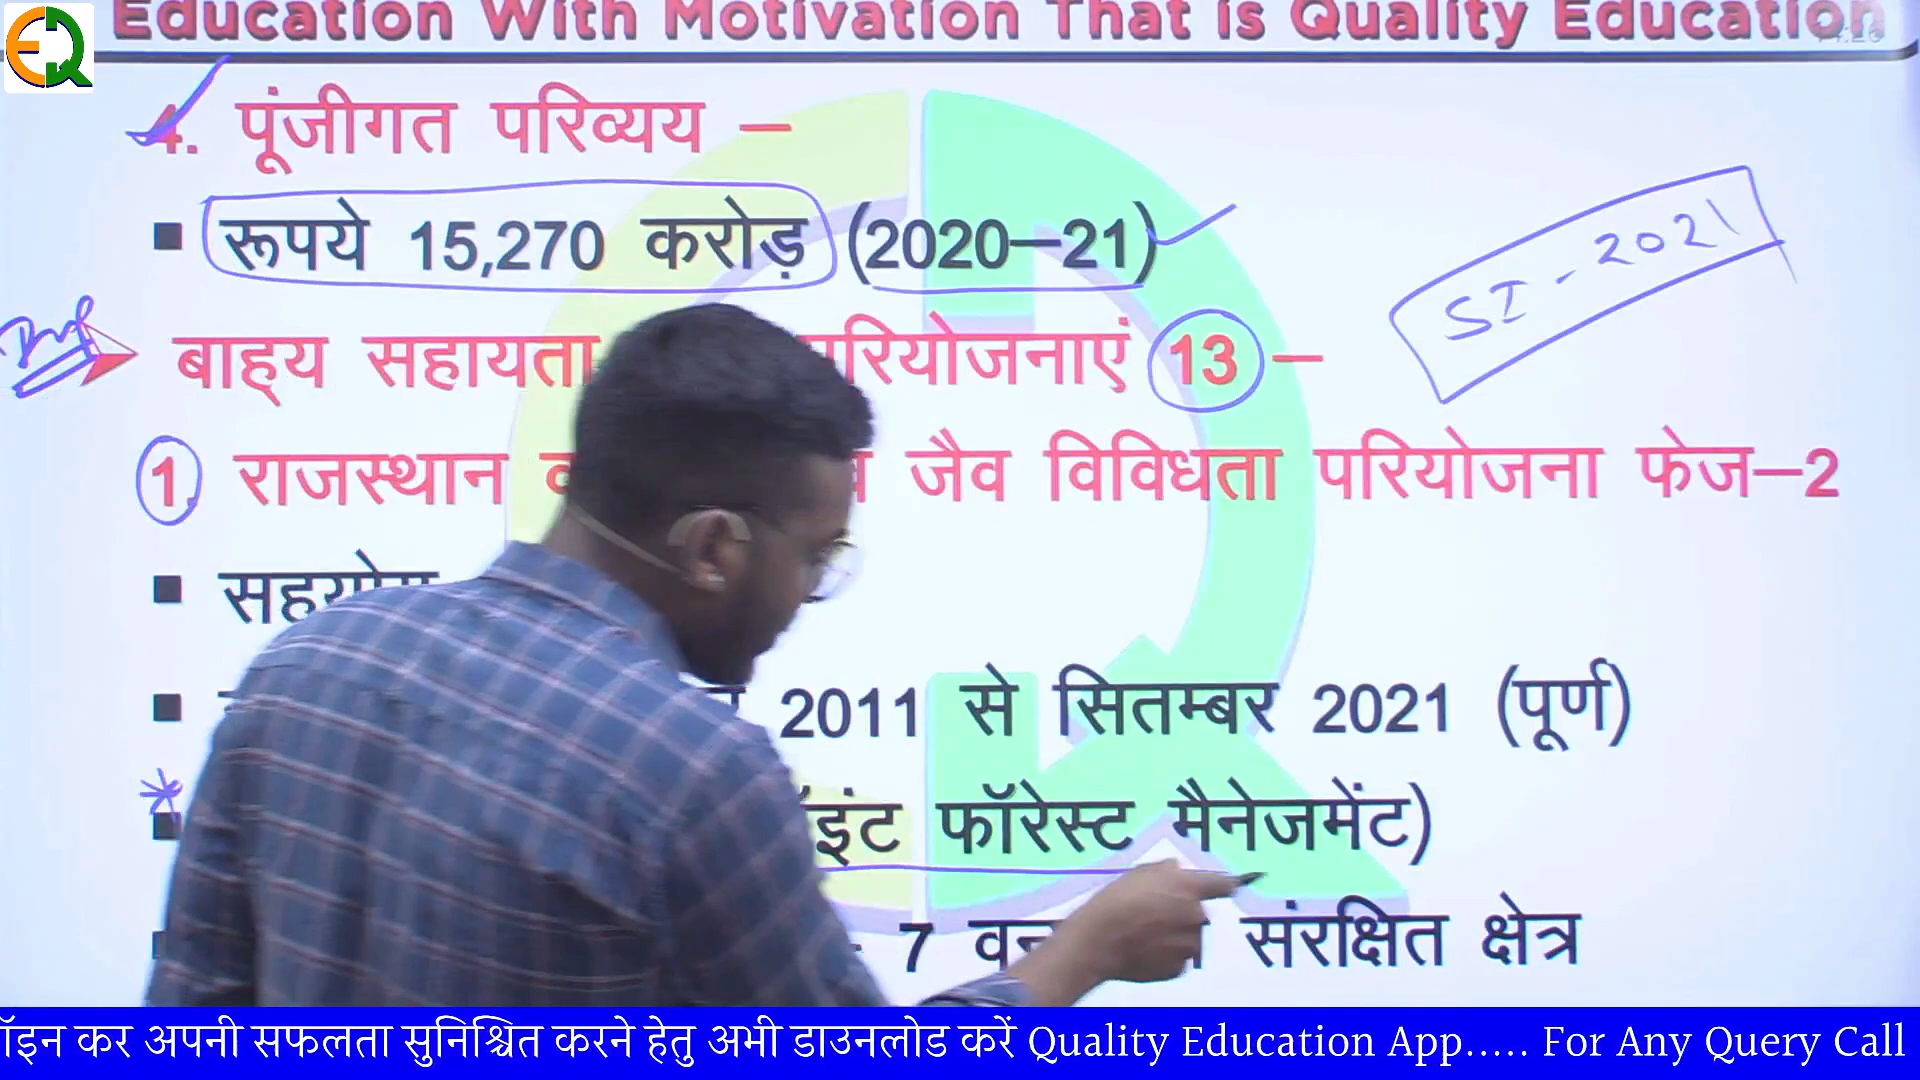 Education With Motivation That is Quality Education
EQ
4. पूंजीगत परिव्यय –
▪ रूपये 15,270 करोड़ (2020–21)
SI - 2021
बाह्य सहायता परियोजनाएं 13 –
1. राजस्थान जैव विविधता परियोजना फेज–2
2011 से सितम्बर 2021 (पूर्ण)
फॉरेस्ट मैनेजमेंट)
7 संरक्षित क्षेत्र
कर अपनी सफलता सुनिश्चित करने हेतु अभी डाउनलोड करें Quality Education App..... For Any Query Call